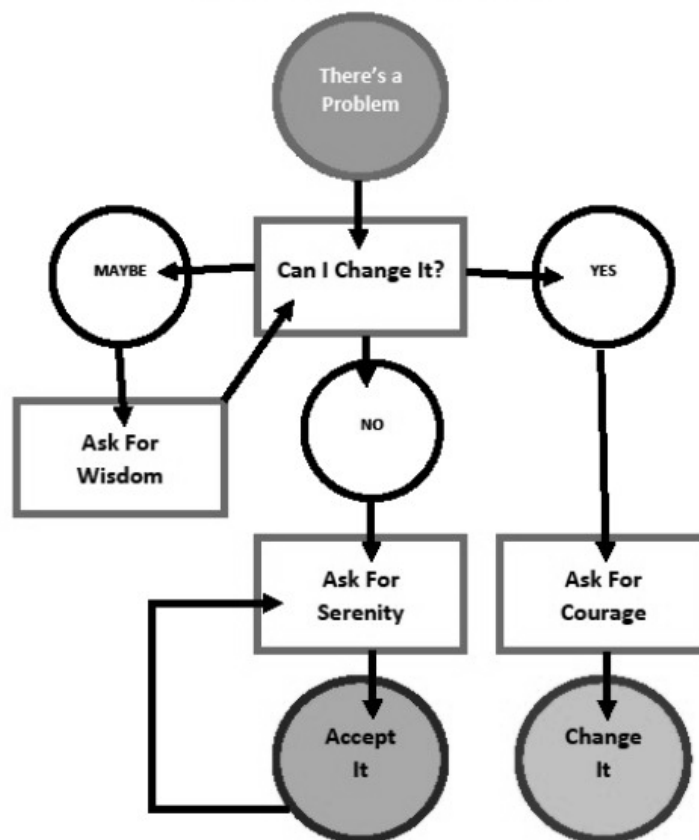 There's a
Problem
MAYBE
Can I Change It?
YES
Ask For
Wisdom
NO
Ask For
Serenity
Ask For
Courage
Accept
It
Change
It